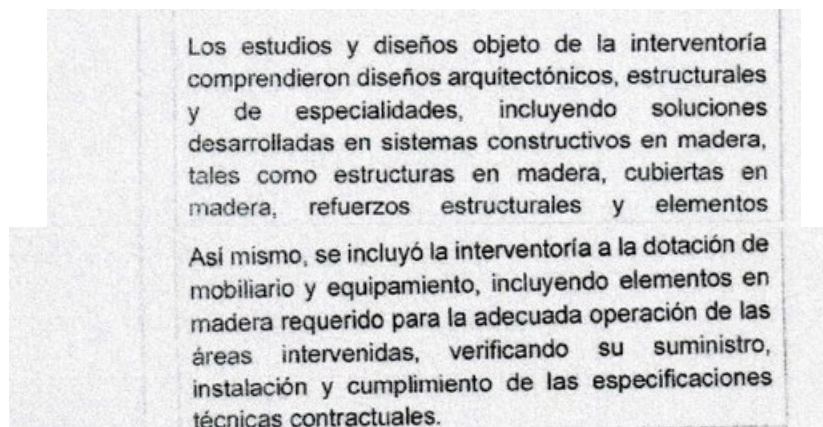 Los estudios y diseños objeto de la interventoría
comprendieron diseños arquitectónicos, estructurales
y de especialidades, incluyendo soluciones
desarrolladas en sistemas constructivos en madera,
tales como estructuras en madera, cubiertas en
madera, refuerzos estructurales y elementos
Así mismo, se incluyó la interventoría a la dotación de
mobiliario y equipamiento, incluyendo elementos en
madera requerido para la adecuada operación de las
áreas intervenidas, verificando su suministro,
instalación y cumplimiento de las especificaciones
técnicas contractuales.